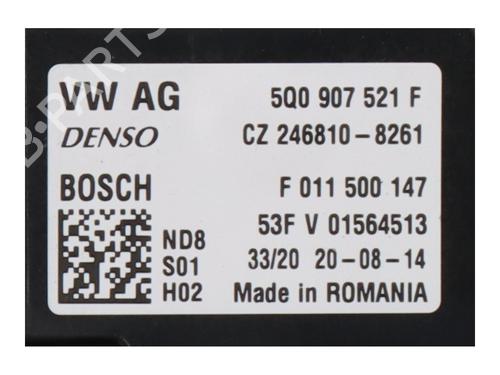 VW AG 5Q0 907 521 F
DENSO CZ 246810-8261
BOSCH F 011 500 147
53F V 01564513
ND8
S01 33/20 20-08-14
H02 Made in ROMANIA
B-PARTS